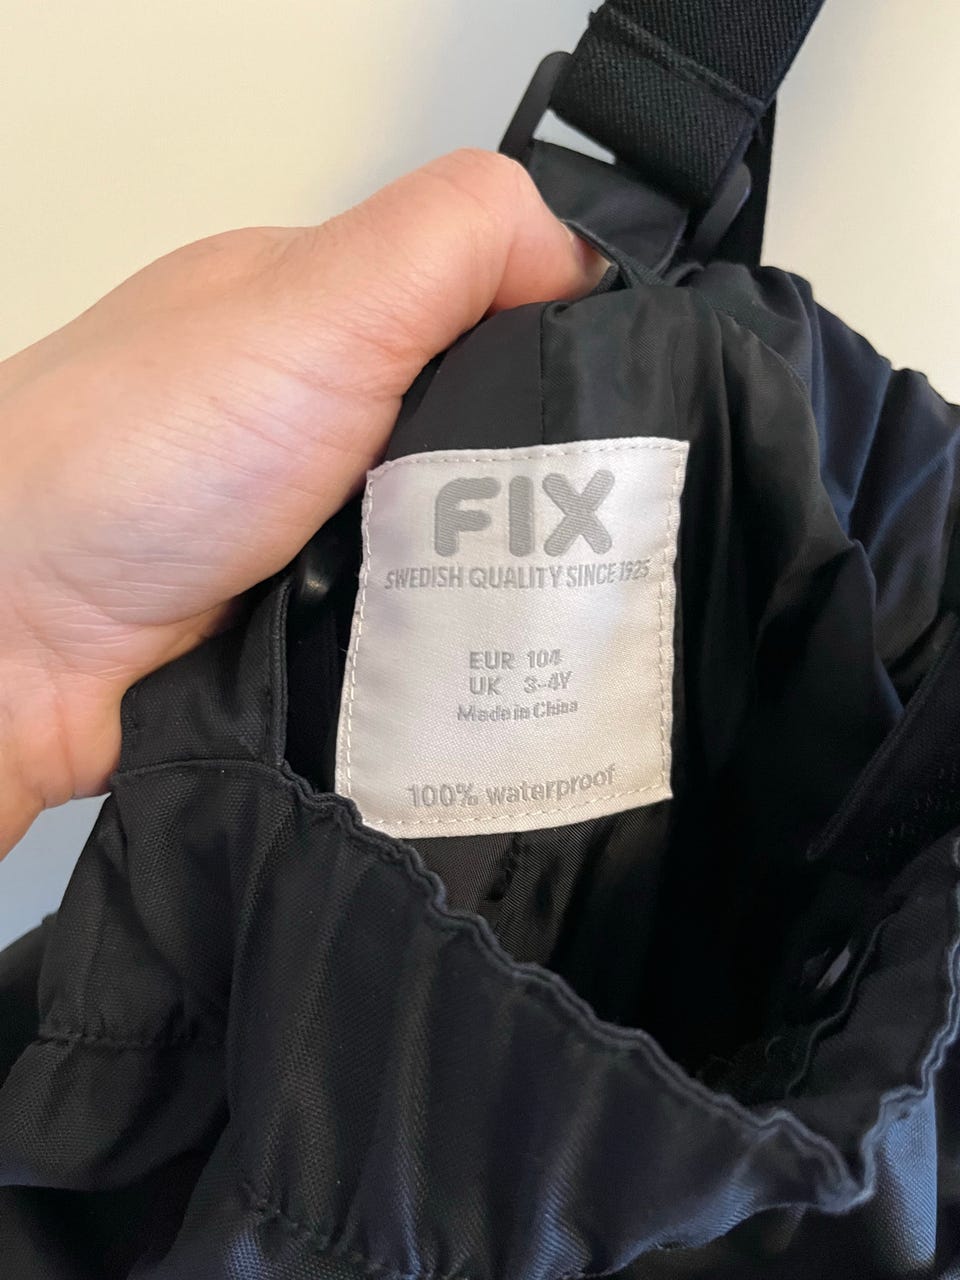 FIX
SWEDISH QUALITY SINCE 1925
EUR 104
UK 3-4Y
Made in China
100% waterproof